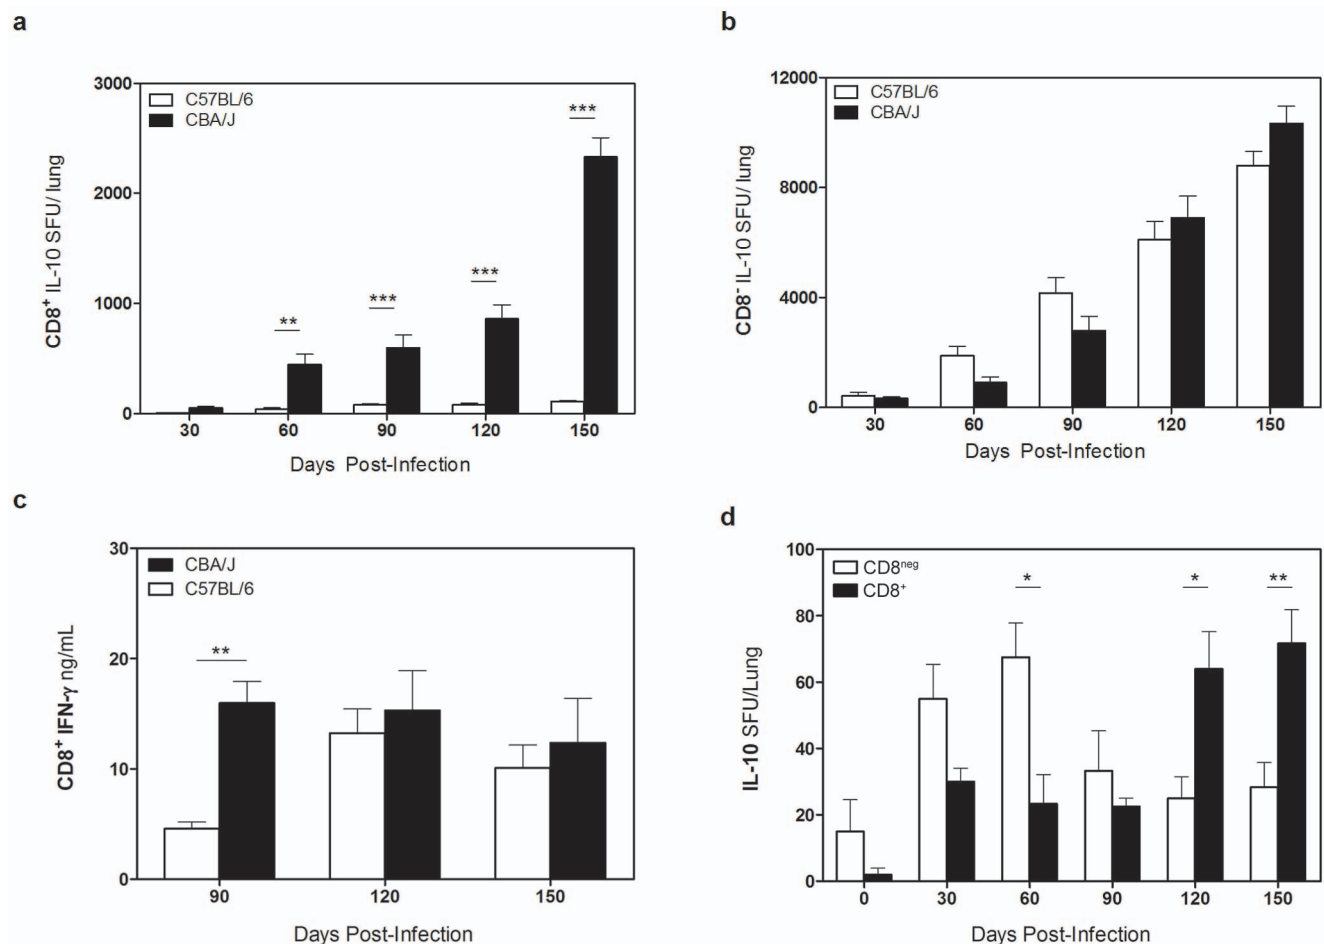 a
3000
2000
1000
0
CD8+ IL-10 SFU/ lung
C57BL/6
CBA/J
**
***
***
***
30 60 90 120 150
Days Post-Infection
b
12000
8000
4000
0
CD8- IL-10 SFU/ lung
C57BL/6
CBA/J
30 60 90 120 150
Days Post-Infection
c
30
20
10
0
CD8+ IFN-γ ng/mL
CBA/J
C57BL/6
**
90 120 150
Days Post-Infection
d
100
80
60
40
20
0
IL-10 SFU/Lung
CD8neg
CD8+
* * **
0 30 60 90 120 150
Days Post-Infection